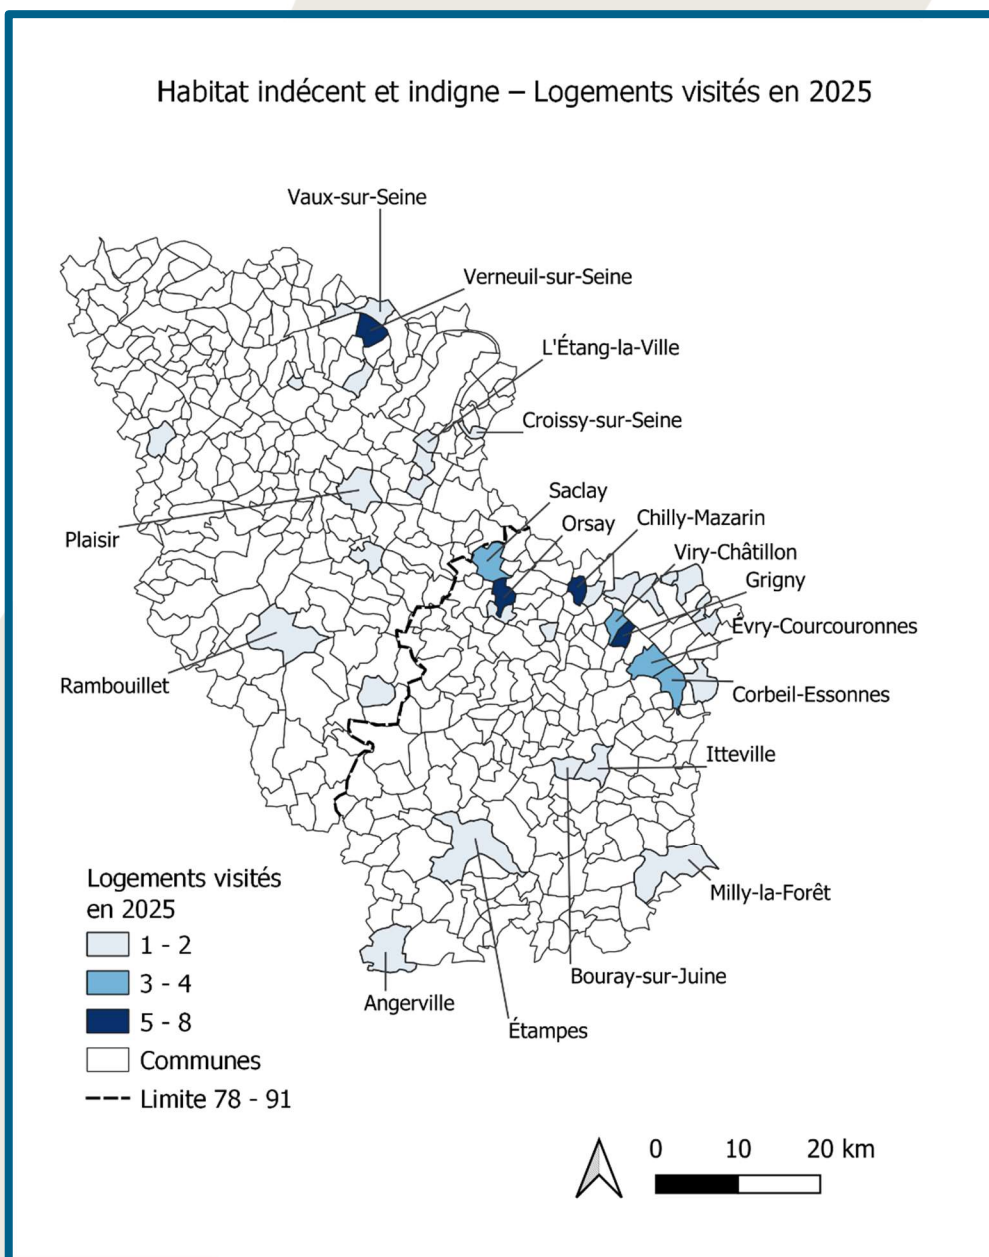 Habitat indécent et indigne – Logements visités en 2025
Vaux-sur-Seine
Verneuil-sur-Seine
L'Étang-la-Ville
Croissy-sur-Seine
Saclay
Orsay
Chilly-Mazarin
Plaisir
Viry-Châtillon
Grigny
Évry-Courcouronnes
Rambouillet
Corbeil-Essonnes
Itteville
Milly-la-Forêt
Bouray-sur-Juine
Angerville
Étampes
Logements visités
en 2025
1 - 2
3 - 4
5 - 8
Communes
Limite 78 - 91
0 10 20 km